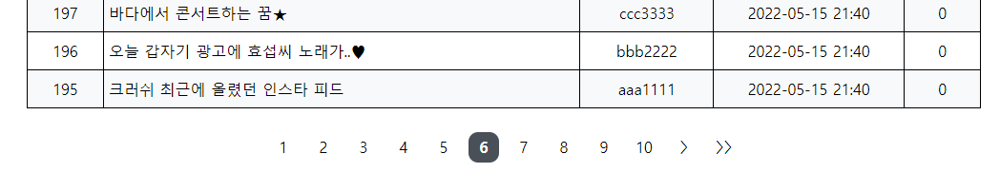 197 바다에서 콘서트하는 꿈★ ccc3333 2022-05-15 21:40 0
196 오늘 갑자기 광고에 효섭씨 노래가..♥ bbb2222 2022-05-15 21:40 0
195 크러쉬 최근에 올렸던 인스타 피드 aaa1111 2022-05-15 21:40 0
1 2 3 4 5 6 7 8 9 10 > >>